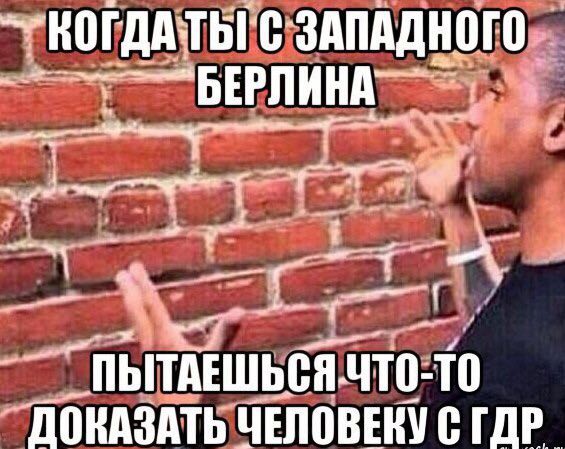 КОГДА ТЫ С ЗАПАДНОГО
БЕРЛИНА
ПЫТАЕШЬСЯ ЧТО-ТО
ДОКАЗАТЬ ЧЕЛОВЕКУ С ГДР